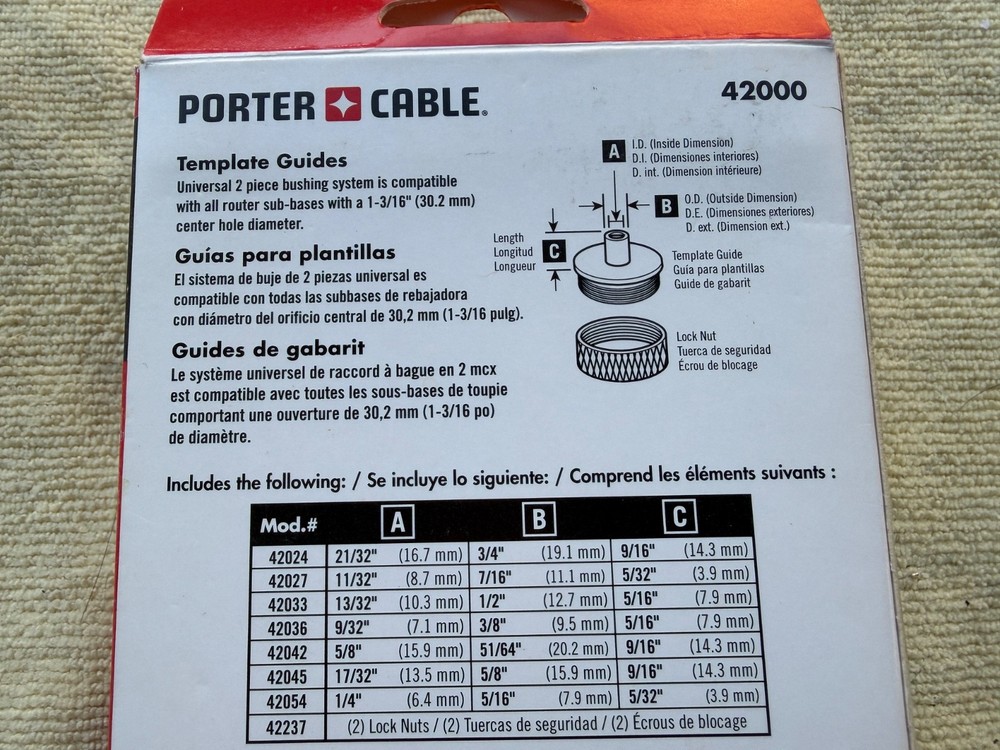 PORTER CABLE®
42000
Template Guides
Universal 2 piece bushing system is compatible
with all router sub-bases with a 1-3/16" (30.2 mm)
center hole diameter.
Guías para plantillas
El sistema de buje de 2 piezas universal es
compatible con todas las subbases de rebajadora
con diámetro del orificio central de 30,2 mm (1-3/16 pulg).
Guides de gabarit
Le système universel de raccord à bague en 2 mcx
est compatible avec toutes les sous-bases de toupie
comportant une ouverture de 30,2 mm (1-3/16 po)
de diamètre.
A
I.D. (Inside Dimension)
D.I. (Dimensiones interiores)
D. int. (Dimension intérieure)
B
O.D. (Outside Dimension)
D.E. (Dimensiones exteriores)
D. ext. (Dimension ext.)
Length
Longitud
Longueur
C
Template Guide
Guía para plantillas
Guide de gabarit
Lock Nut
Tuerca de seguridad
Écrou de blocage
Includes the following: / Se incluye lo siguiente: / Comprend les éléments suivants :
Mod.# A B C
42024 21/32" (16.7 mm) 3/4" (19.1 mm) 9/16" (14.3 mm)
42027 11/32" (8.7 mm) 7/16" (11.1 mm) 5/32" (3.9 mm)
42033 13/32" (10.3 mm) 1/2" (12.7 mm) 5/16" (7.9 mm)
42036 9/32" (7.1 mm) 3/8" (9.5 mm) 5/16" (7.9 mm)
42042 5/8" (15.9 mm) 51/64" (20.2 mm) 9/16" (14.3 mm)
42045 17/32" (13.5 mm) 5/8" (15.9 mm) 9/16" (14.3 mm)
42054 1/4" (6.4 mm) 5/16" (7.9 mm) 5/32" (3.9 mm)
42237 (2) Lock Nuts / (2) Tuercas de seguridad / (2) Écrous de blocage